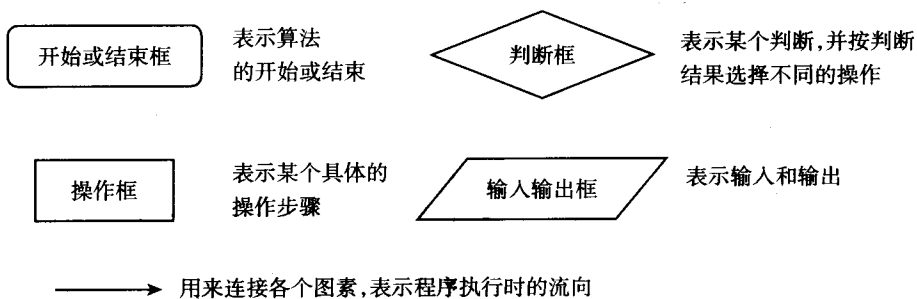 开始或结束框
表示算法
的开始或结束
判断框
表示某个判断,并按判断
结果选择不同的操作
操作框
表示某个具体的
操作步骤
输入输出框
表示输入和输出
用来连接各个图素,表示程序执行时的流向